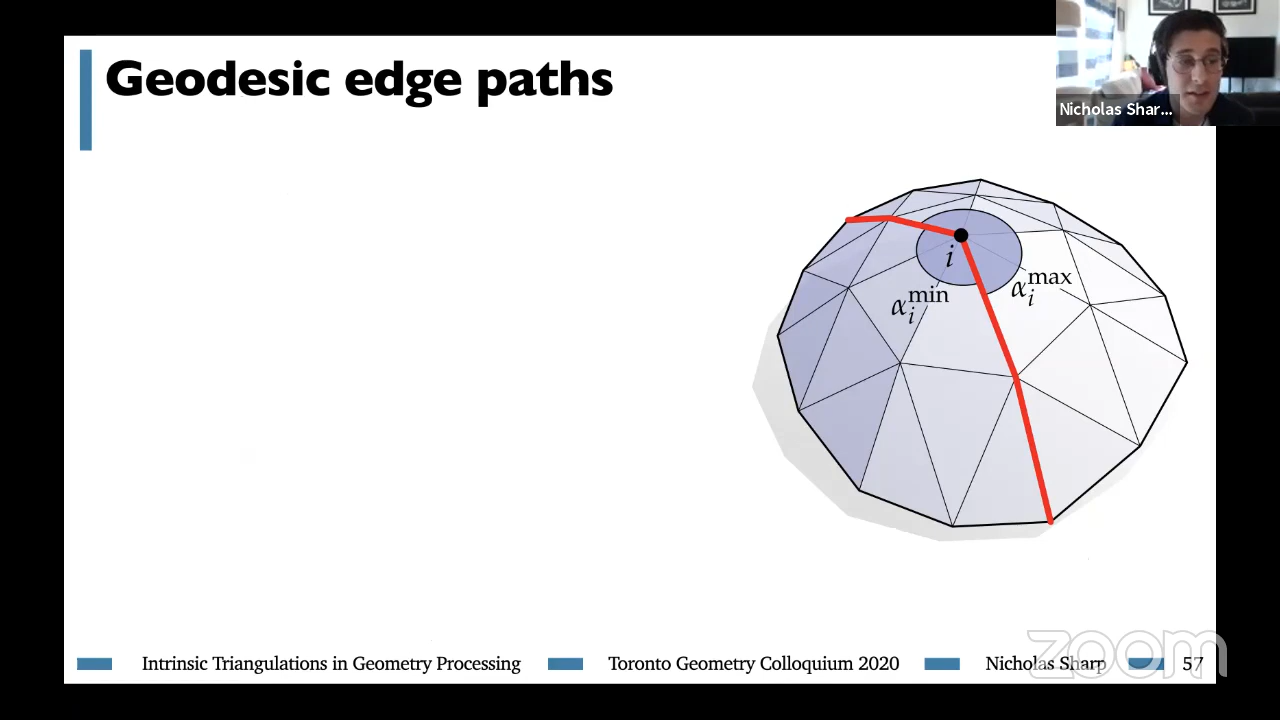 Geodesic edge paths
Nicholas Shar...
i
α_i^min
α_i^max
Intrinsic Triangulations in Geometry Processing
Toronto Geometry Colloquium 2020
Nicholas Sharp
57
zoom